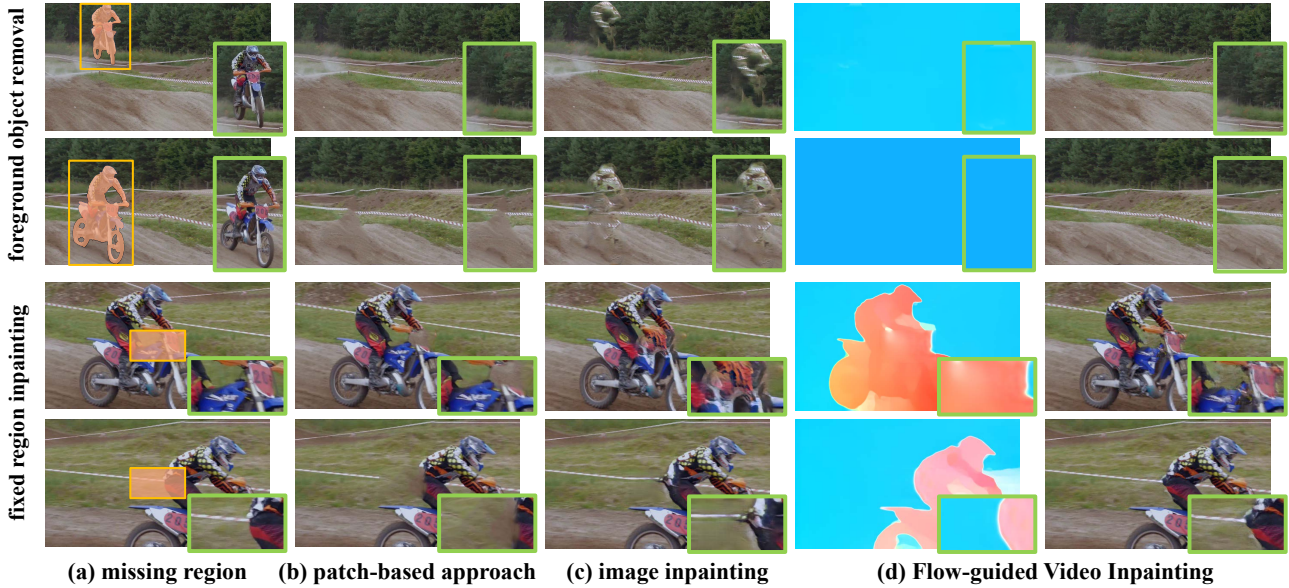 foreground object removal
fixed region inpainting
(a) missing region
(b) patch-based approach
(c) image inpainting
(d) Flow-guided Video Inpainting